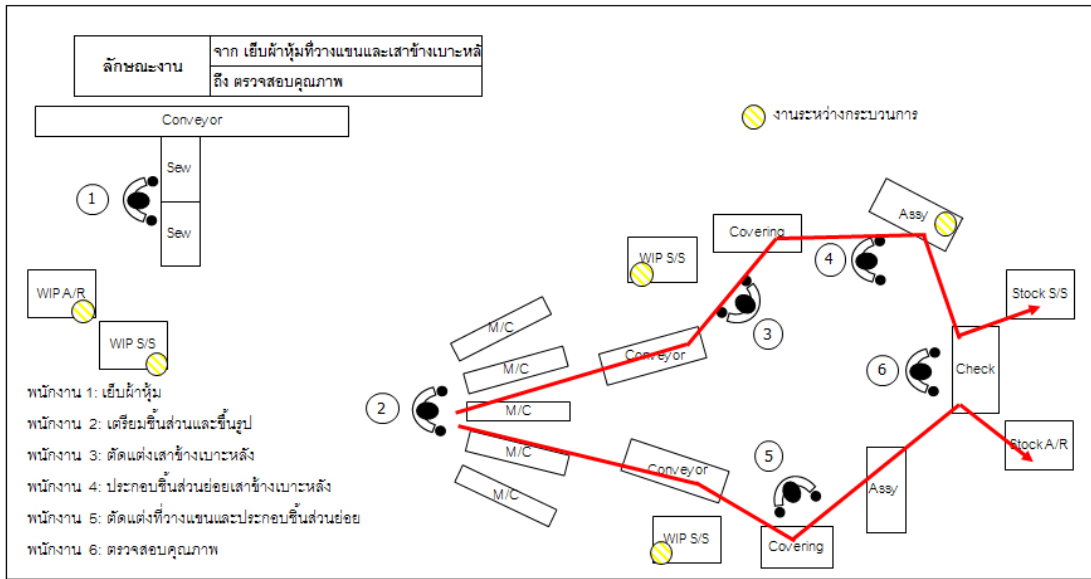 ลักษณะงาน
จาก เย็บผ้าหุ้มที่วางแขนและเสาข้างเบาะหลั
ถึง ตรวจสอบคุณภาพ
งานระหว่างกระบวนการ
Conveyor
Sew
1
Sew
Assy
Covering
4
WIP S/S
WIP A/R
Stock S/S
M/C
3
WIP S/S
Conveyor
M/C
Check
6
2
M/C
M/C
Stock A/R
5
Conveyor
Assy
M/C
WIP S/S
Covering
พนักงาน 1: เย็บผ้าหุ้ม
พนักงาน 2: เตรียมชิ้นส่วนและขึ้นรูป
พนักงาน 3: ตัดแต่งเสาข้างเบาะหลัง
พนักงาน 4: ประกอบชิ้นส่วนย่อยเสาข้างเบาะหลัง
พนักงาน 5: ตัดแต่งที่วางแขนและประกอบชิ้นส่วนย่อย
พนักงาน 6: ตรวจสอบคุณภาพ